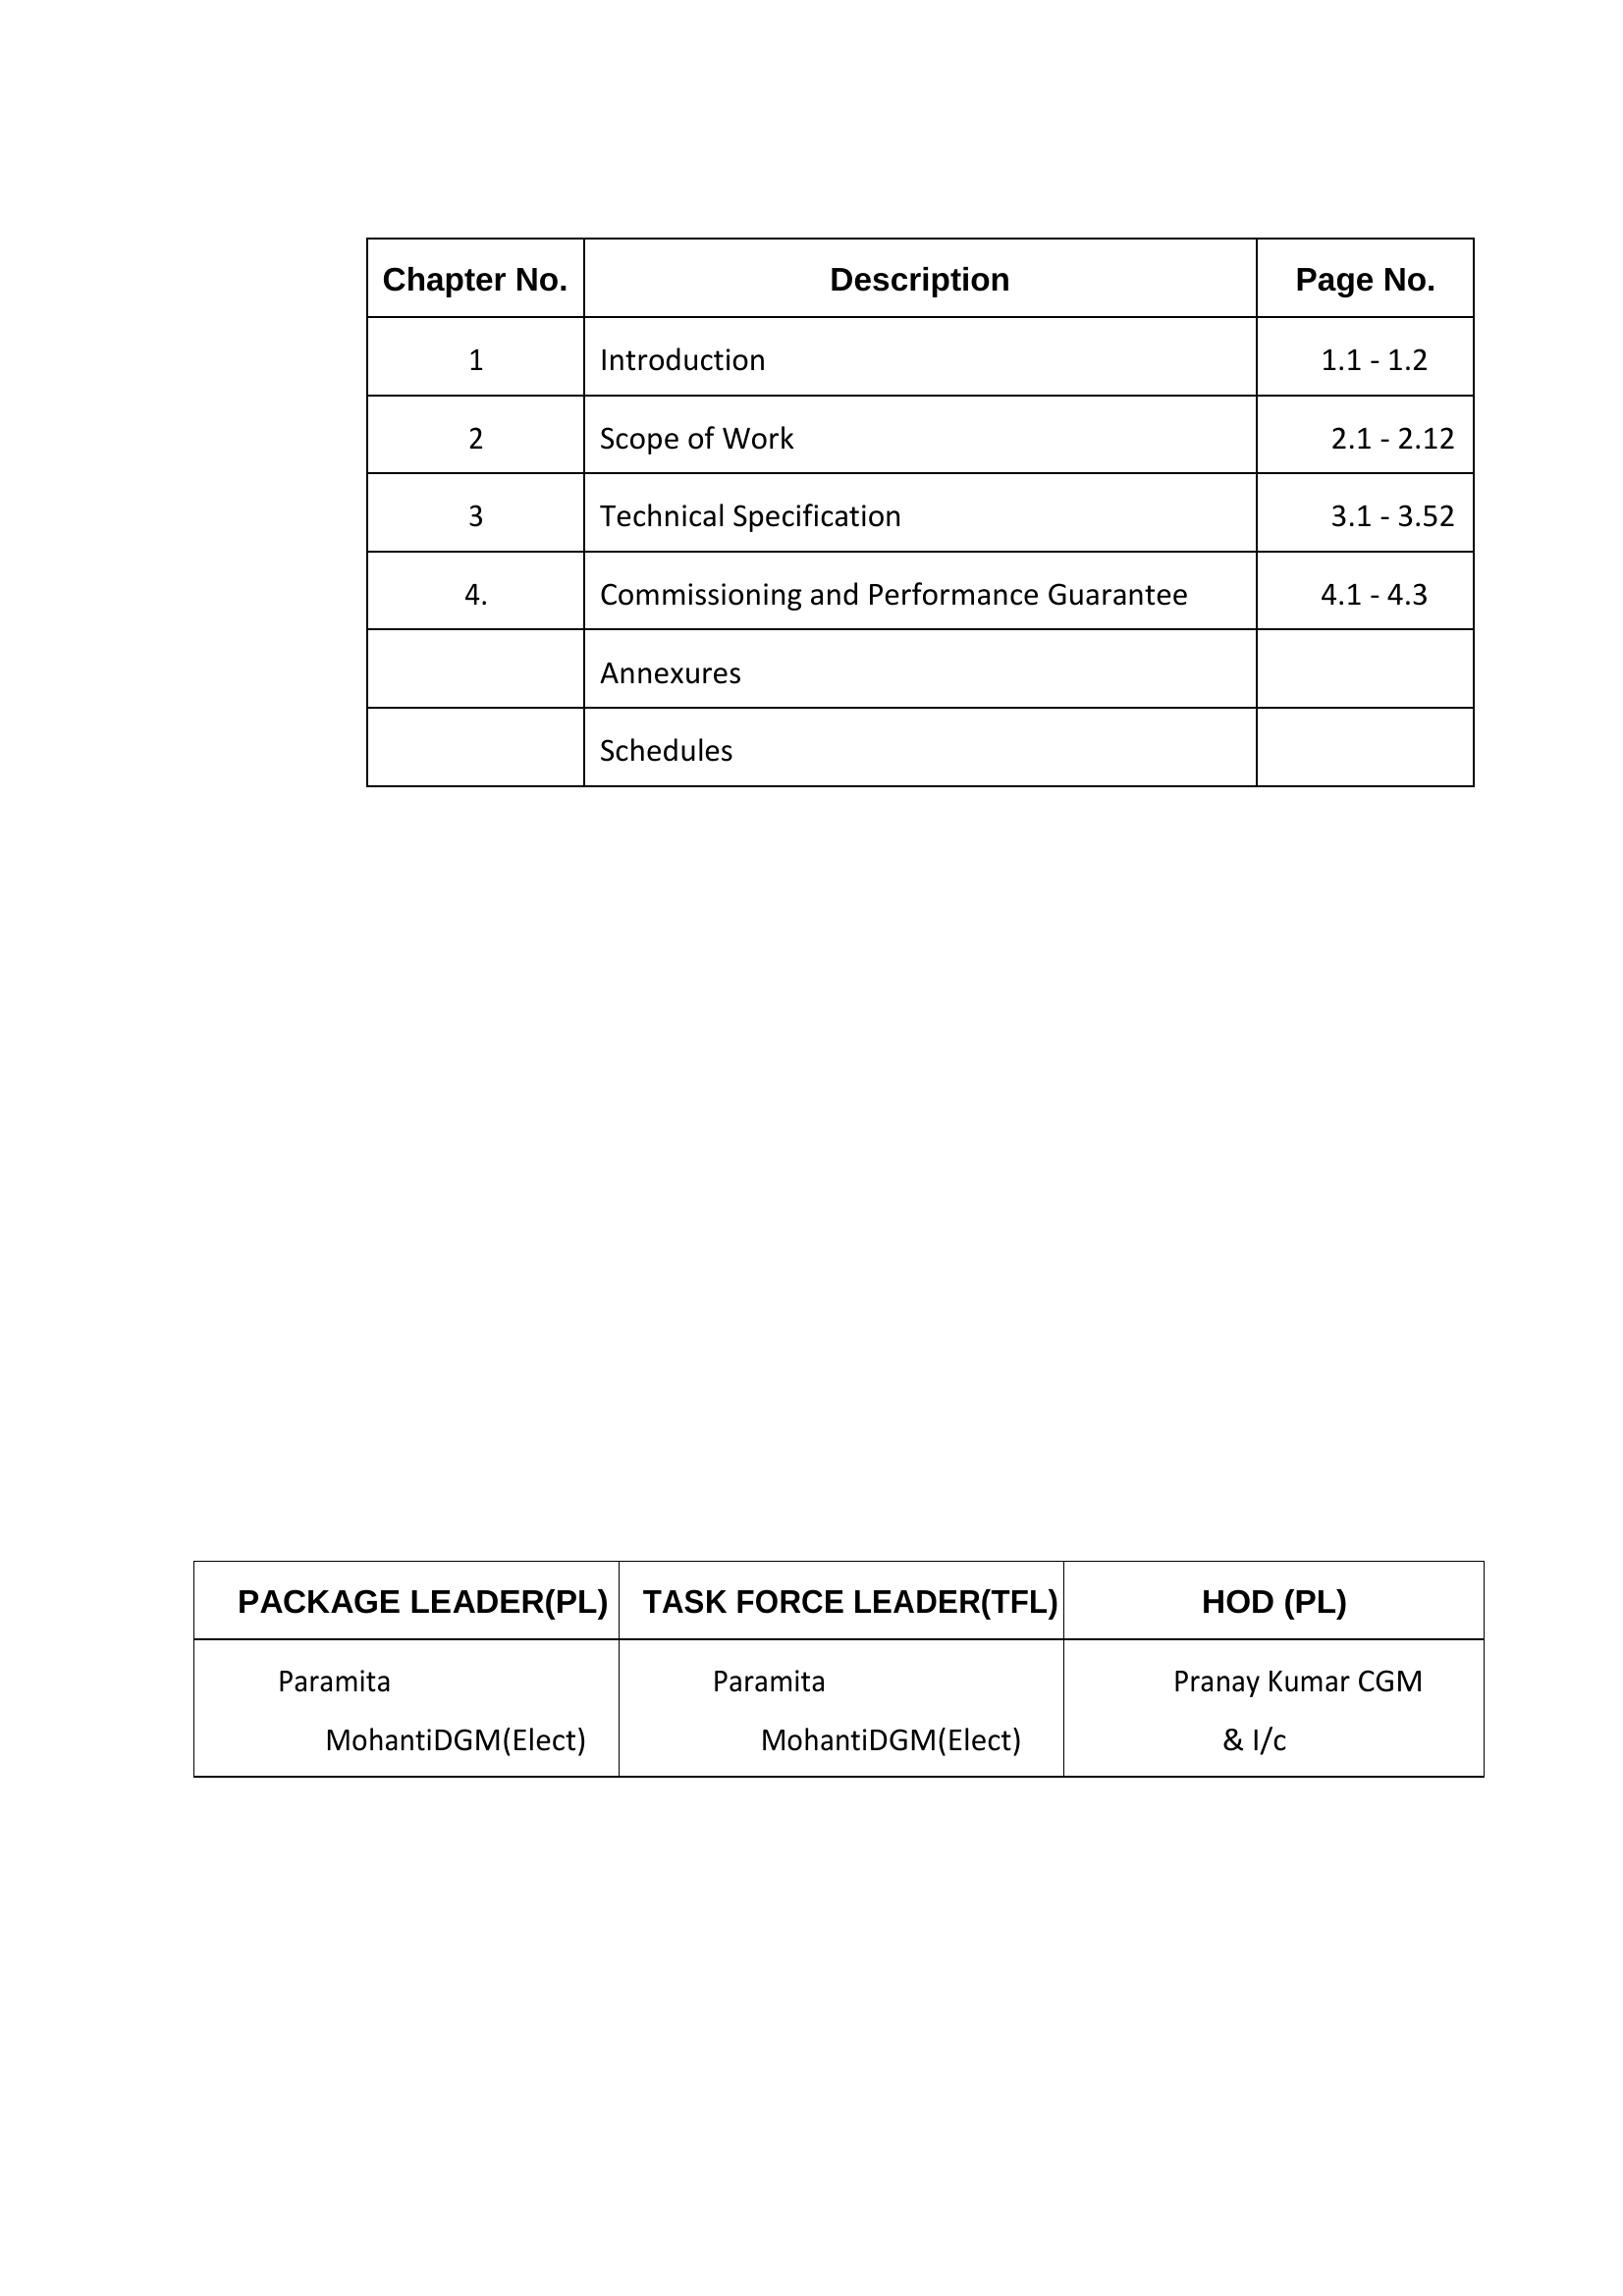 Chapter No. Description Page No.
1 Introduction 1.1 - 1.2
2 Scope of Work 2.1 - 2.12
3 Technical Specification 3.1 - 3.52
4. Commissioning and Performance Guarantee 4.1 - 4.3
Annexures
Schedules
PACKAGE LEADER(PL) TASK FORCE LEADER(TFL) HOD (PL)
Paramita Paramita Pranay Kumar CGM
MohantiDGM(Elect) MohantiDGM(Elect) & I/c